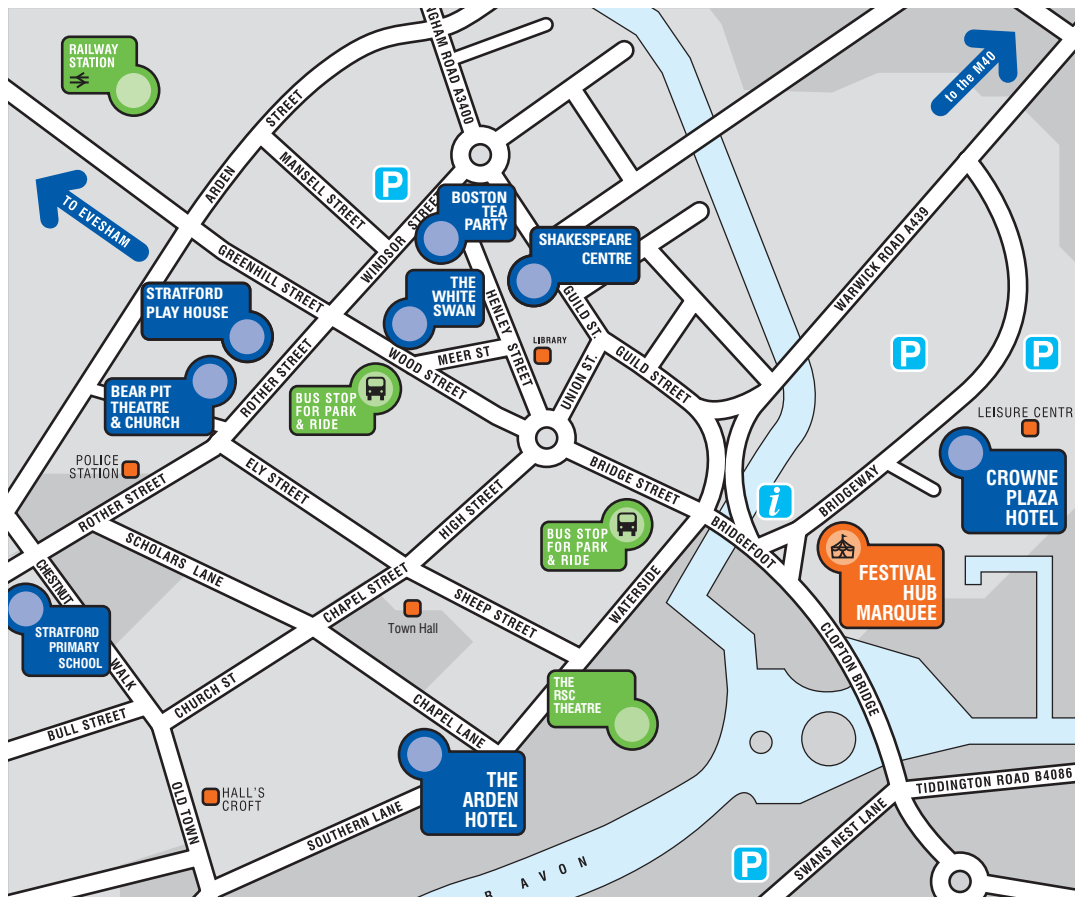 RAILWAY
STATION
INGHAM ROAD A3400
to the M40
TO EVESHAM
ARDEN
STREET
MANSELL STREET
P
WINDSOR STREET
BOSTON
TEA
PARTY
SHAKESPEARE
CENTRE
GREENHILL STREET
STRATFORD
PLAY HOUSE
THE
WHITE
SWAN
HENLEY STREET
GUILD ST.
WARWICK ROAD A439
LIBRARY
MEER ST
WOOD STREET
UNION ST.
GUILD STREET
ROTHER STREET
BEAR PIT
THEATRE
& CHURCH
BUS STOP
FOR PARK
& RIDE
P
P
LEISURE CENTR
CROWNE
PLAZA
HOTEL
POLICE
STATION
ELY STREET
BRIDGE STREET
HIGH STREET
BRIDGEWAY
i
ROTHER STREET
SCHOLARS LANE
BUS STOP
FOR PARK
& RIDE
BRIDGEFOOT
FESTIVAL
HUB
MARQUEE
CHESTNUT
WALK
STRATFORD
PRIMARY
SCHOOL
CHAPEL STREET
Town Hall
SHEEP STREET
WATERSIDE
CLOPTON BRIDGE
THE
RSC
THEATRE
CHURCH ST
BULL STREET
CHAPEL LANE
THE
ARDEN
HOTEL
HALL'S
CROFT
OLD TOWN
SOUTHERN LANE
TIDDINGTON ROAD B4086
SWANS NEST LANE
P
R AVON